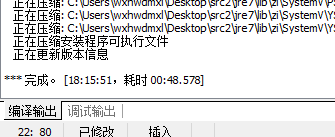 正在压缩: C:\Users\wxhwdmxl\Desktop\src2\jre7\lib\zi\SystemV\
正在压缩: C:\Users\wxhwdmxl\Desktop\src2\jre7\lib\zi\SystemV\YS
正在压缩安装程序可执行文件
正在更新版本信息
*** 完成。 [18:15:51，耗时 00:48.578]
编译输出 调试输出
22: 80 已修改 插入